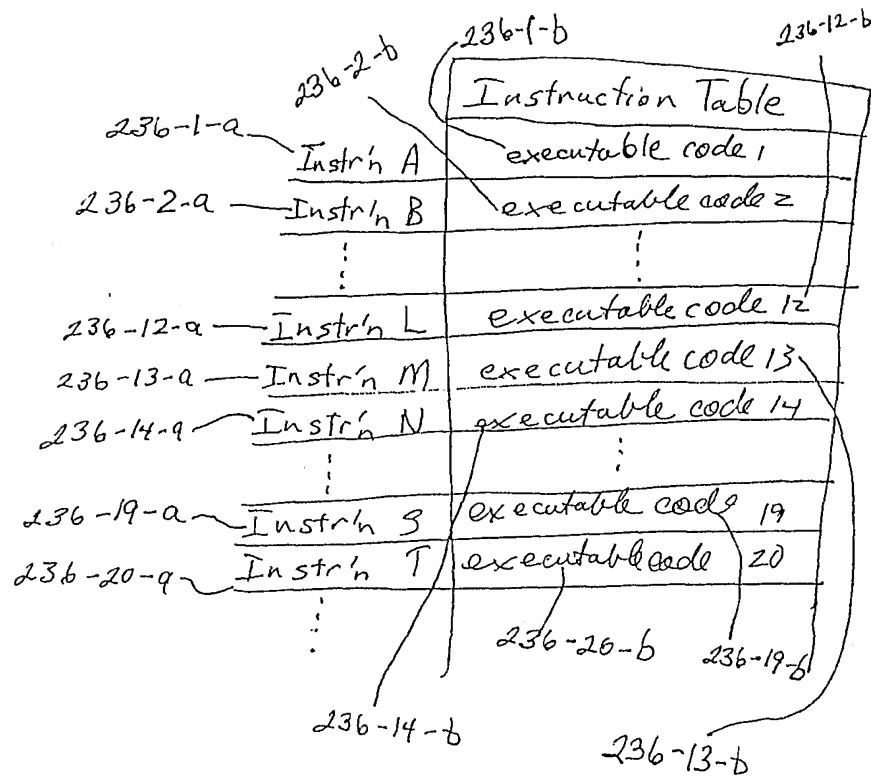 236-1-b
236-12-b
236-2-b
Instruction Table
236-1-a
Instr'n A executable code 1
236-2-a Instr'n B executable code 2
236-12-a Instr'n L executable code 12
236-13-a Instr'n M executable code 13
236-14-a Instr'n N executable code 14
236-19-a Instr'n S executable code 19
236-20-a Instr'n T executable code 20
236-20-b 236-19-b
236-14-b
236-13-b